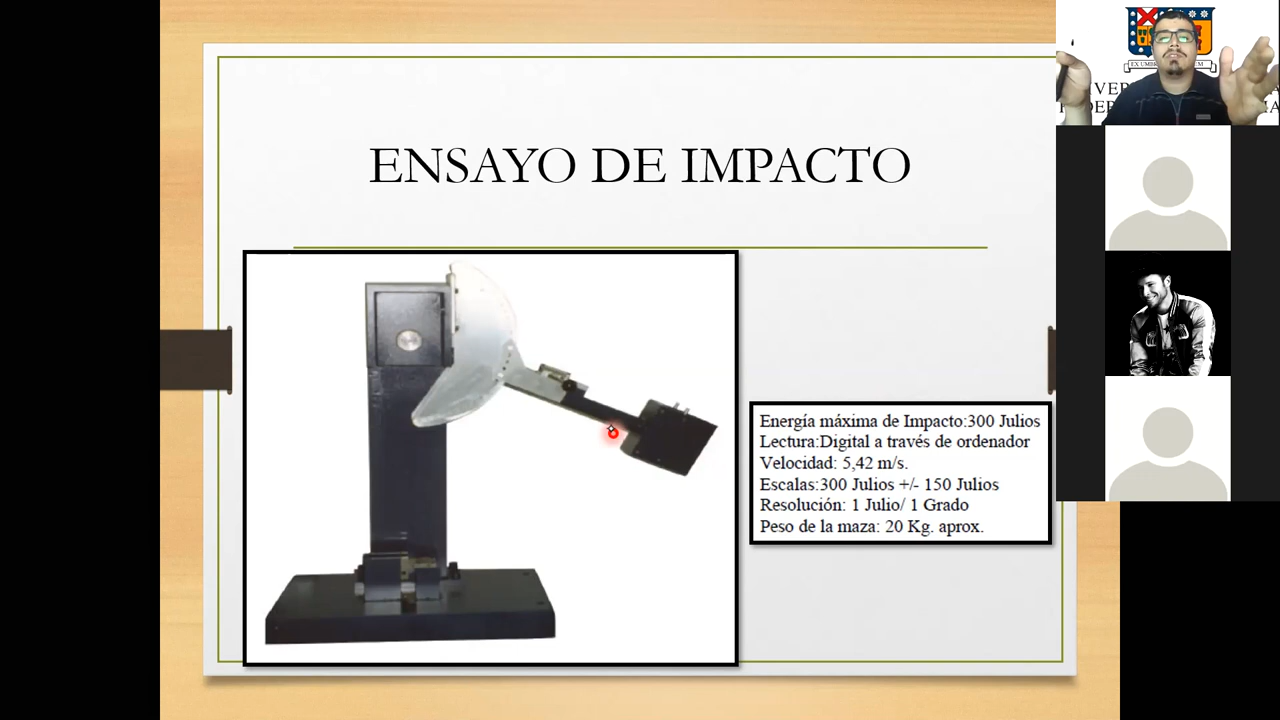 ENSAYO DE IMPACTO
Energía máxima de Impacto:300 Julios
Lectura:Digital a través de ordenador
Velocidad: 5,42 m/s.
Escalas:300 Julios +/- 150 Julios
Resolución: 1 Julio/ 1 Grado
Peso de la maza: 20 Kg. aprox.